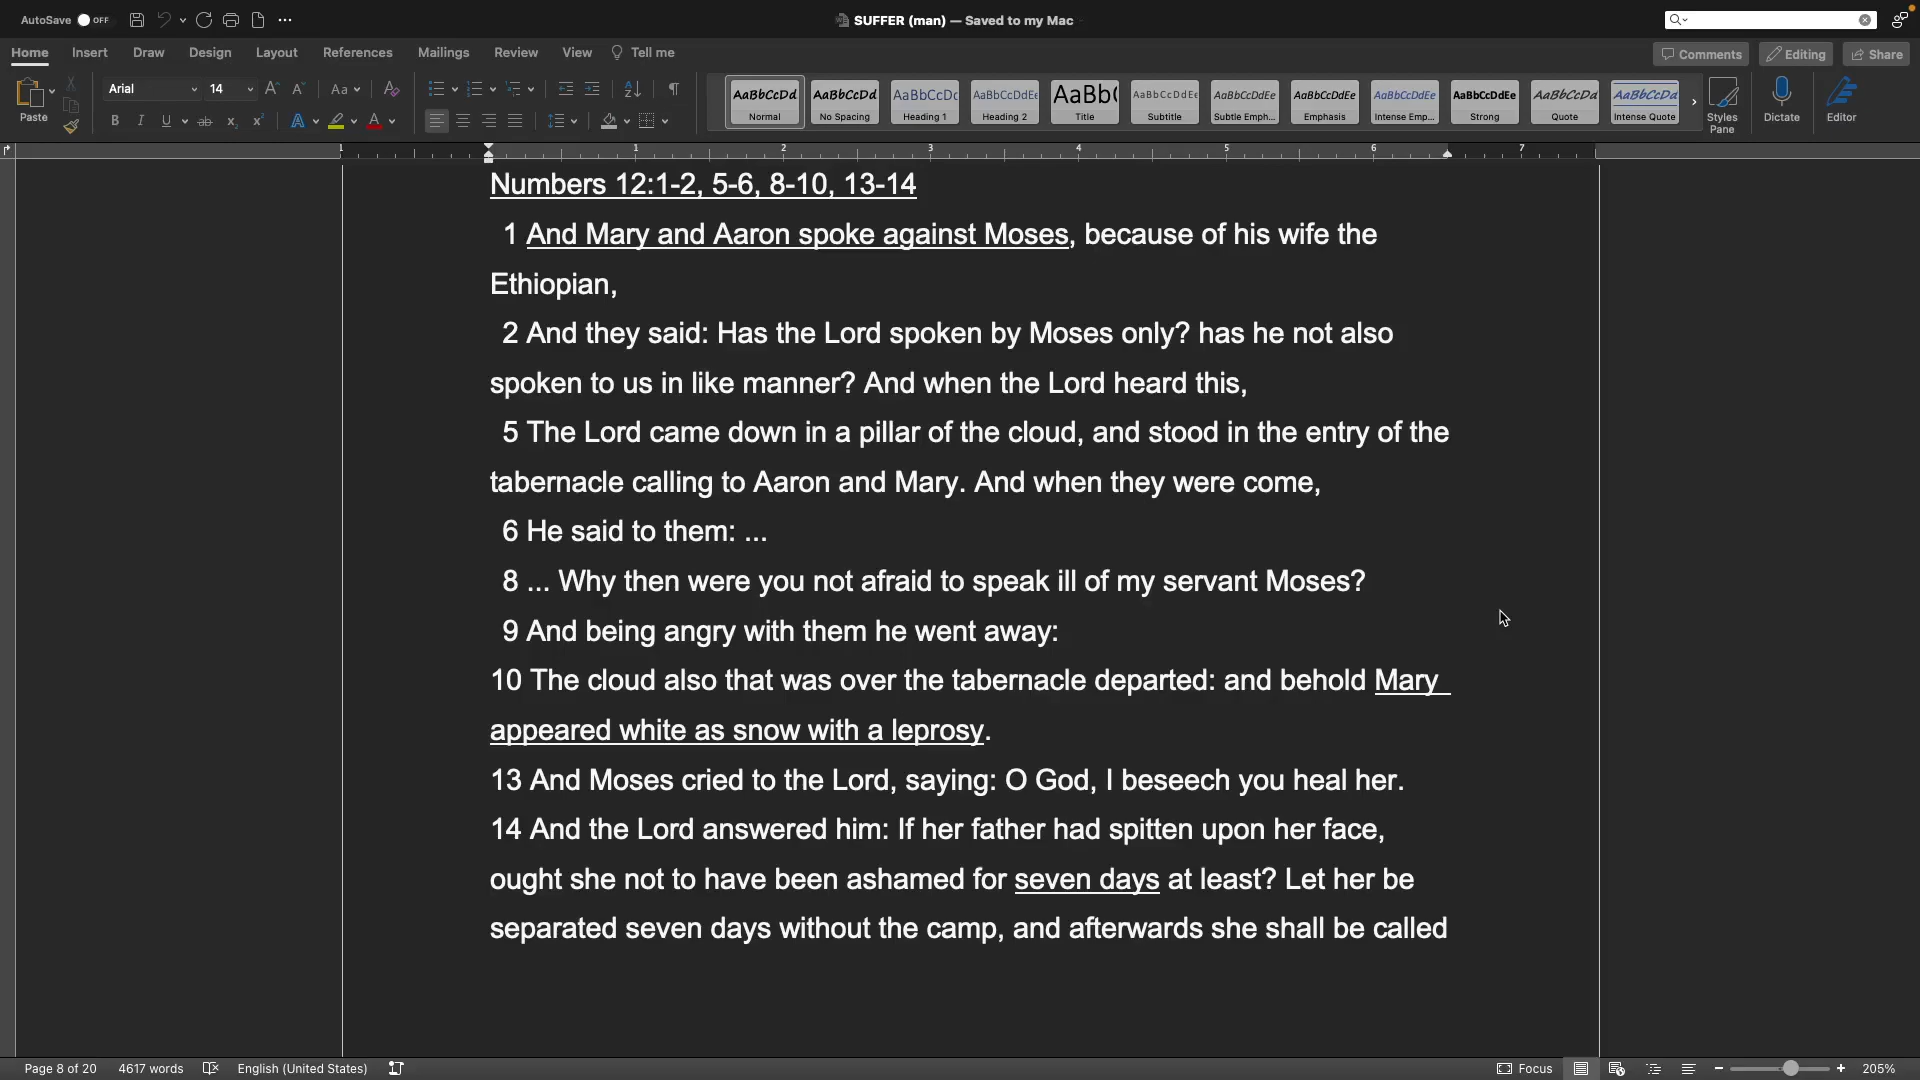 AutoSave OFF SUFFER (man) — Saved to my Mac
Home Insert Draw Design Layout References Mailings Review View Tell me Comments Editing Share
Paste Arial 14 Aa
AaBbCcDd AaBbCcDd AaBbCcDc AaBbCcDdEe AaBb( AaBbCcDdEe AaBbCcDdEe AaBbCcDdEe AaBbCcDdEe AaBbCcDdEe AaBbCcDd AaBbCcDd
Normal No Spacing Heading 1 Heading 2 Title Subtitle Subtle Emph... Emphasis Intense Emp... Strong Quote Intense Quote Styles Pane Dictate Editor
1 1 2 3 4 5 6 7
Numbers 12:1-2, 5-6, 8-10, 13-14
1 And Mary and Aaron spoke against Moses, because of his wife the
Ethiopian,
2 And they said: Has the Lord spoken by Moses only? has he not also
spoken to us in like manner? And when the Lord heard this,
5 The Lord came down in a pillar of the cloud, and stood in the entry of the
tabernacle calling to Aaron and Mary. And when they were come,
6 He said to them: ...
8 ... Why then were you not afraid to speak ill of my servant Moses?
9 And being angry with them he went away:
10 The cloud also that was over the tabernacle departed: and behold Mary
appeared white as snow with a leprosy.
13 And Moses cried to the Lord, saying: O God, I beseech you heal her.
14 And the Lord answered him: If her father had spitten upon her face,
ought she not to have been ashamed for seven days at least? Let her be
separated seven days without the camp, and afterwards she shall be called
Page 8 of 20 4617 words English (United States) Focus 205%